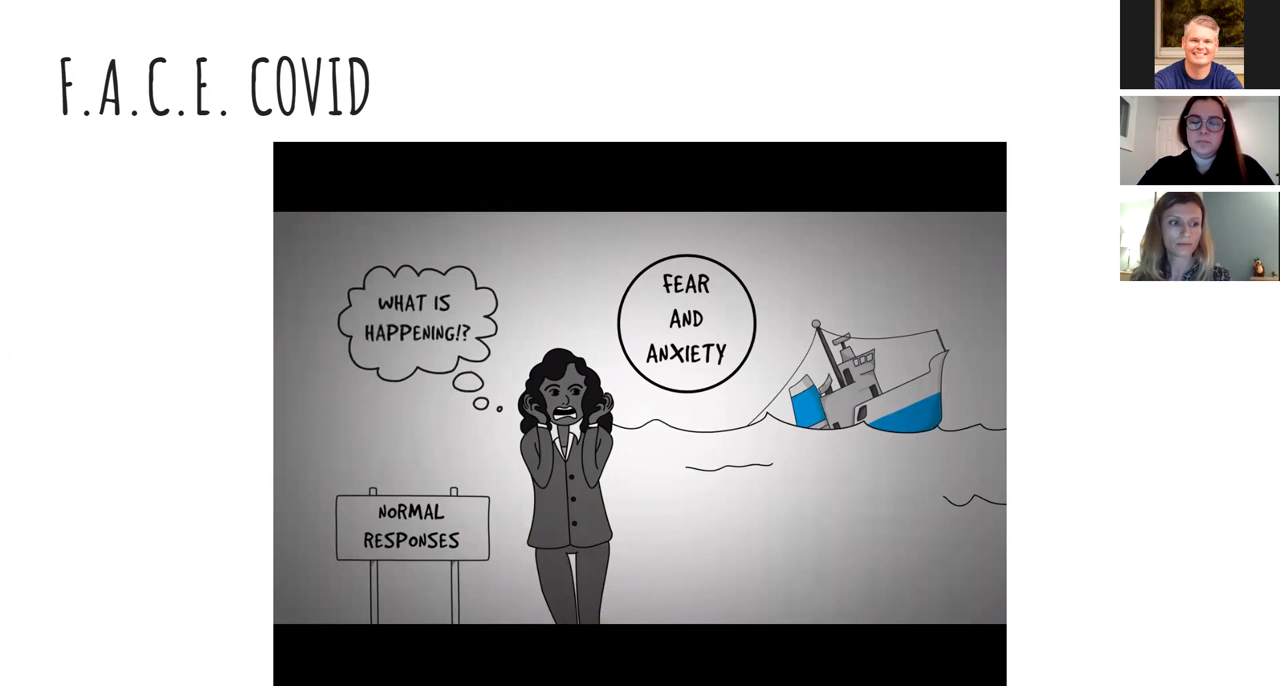 F.A.C.E. COVID
WHAT IS
HAPPENING!?
FEAR
AND
ANXIETY
NORMAL
RESPONSES